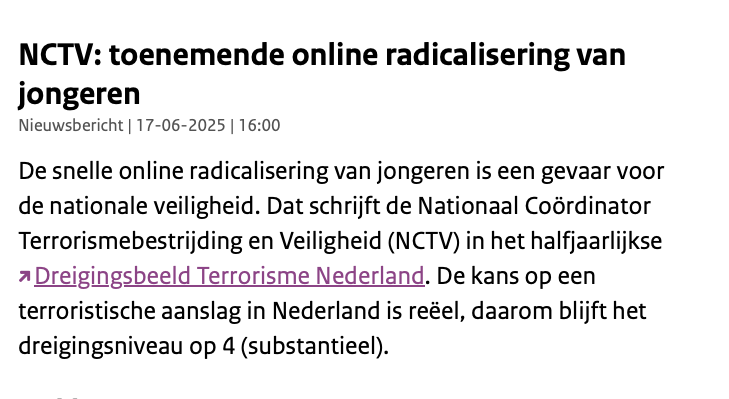 NCTV: toenemende online radicalisering van
jongeren
Nieuwsbericht | 17-06-2025 | 16:00
De snelle online radicalisering van jongeren is een gevaar voor
de nationale veiligheid. Dat schrijft de Nationaal Coördinator
Terrorismebestrijding en Veiligheid (NCTV) in het halfjaarlijkse
Dreigingsbeeld Terrorisme Nederland. De kans op een
terroristische aanslag in Nederland is reëel, daarom blijft het
dreigingsniveau op 4 (substantieel).